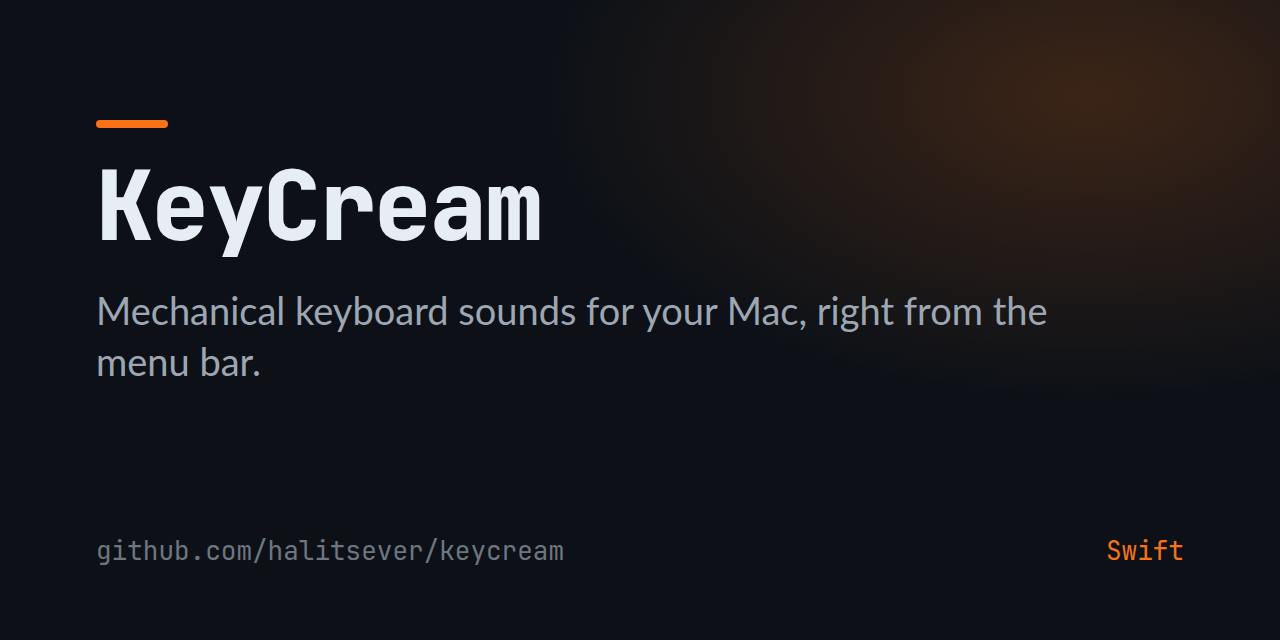 KeyCream
Mechanical keyboard sounds for your Mac, right from the
menu bar.
github.com/halitsever/keycream
Swift